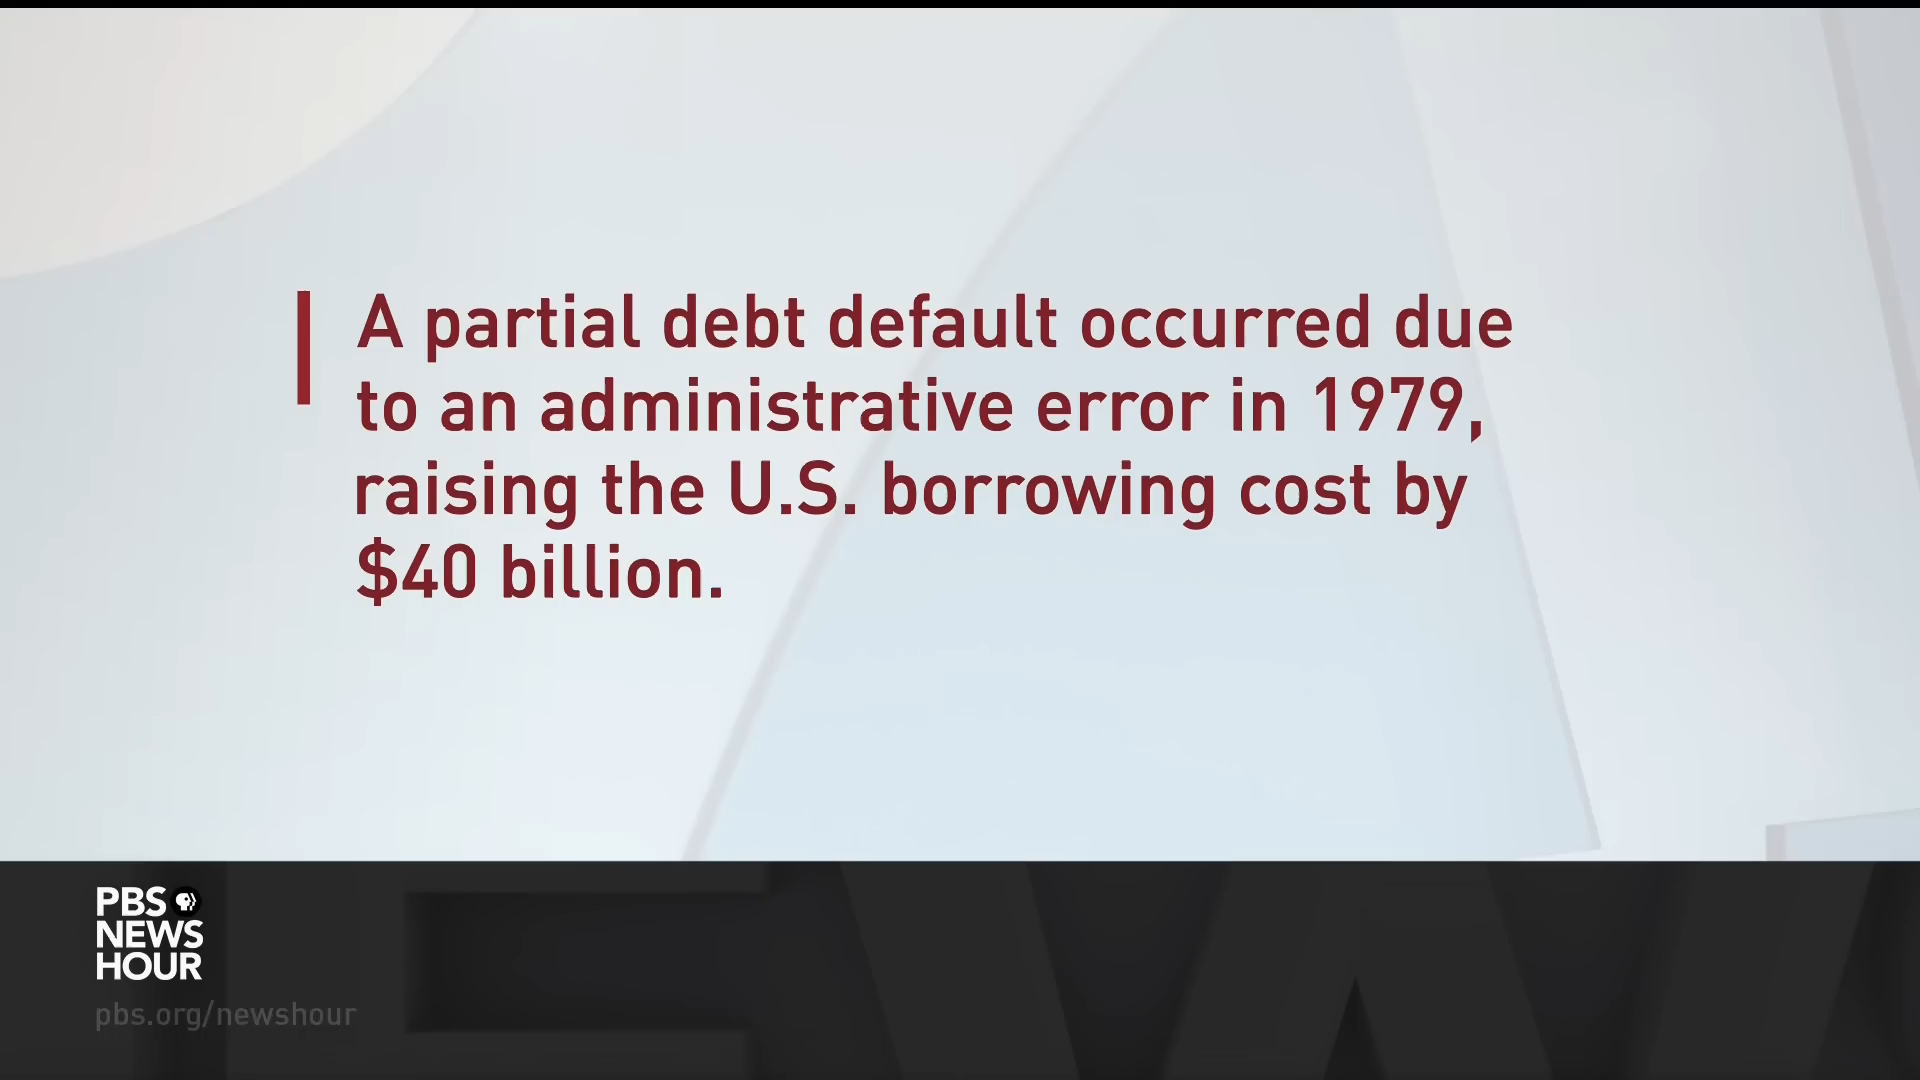 A partial debt default occurred due
to an administrative error in 1979,
raising the U.S. borrowing cost by
$40 billion.
PBS
NEWS
HOUR
pbs.org/newshour